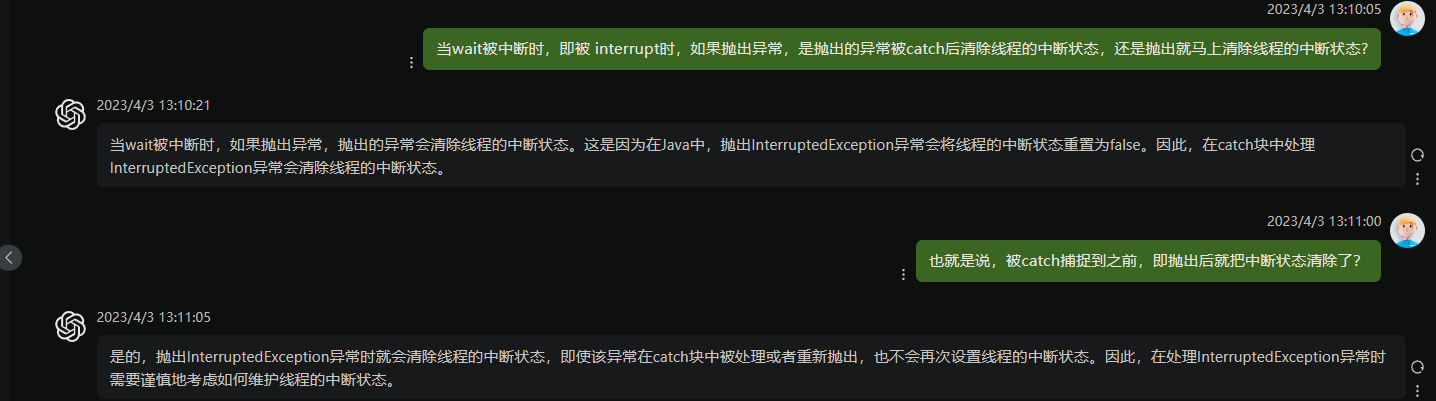 2023/4/3 13:10:05
当wait被中断时，即被 interrupt时，如果抛出异常，是抛出的异常被catch后清除线程的中断状态，还是抛出就马上清除线程的中断状态?
2023/4/3 13:10:21
当wait被中断时，如果抛出异常，抛出的异常会清除线程的中断状态。这是因为在Java中，抛出InterruptedException异常会将线程的中断状态重置为false。因此，在catch块中处理
InterruptedException异常会清除线程的中断状态。
2023/4/3 13:11:00
也就是说，被catch捕捉到之前，即抛出后就把中断状态清除了?
2023/4/3 13:11:05
是的，抛出InterruptedException异常时就会清除线程的中断状态，即使该异常在catch块中被处理或者重新抛出，也不会再次设置线程的中断状态。因此，在处理InterruptedException异常时
需要谨慎地考虑如何维护线程的中断状态。